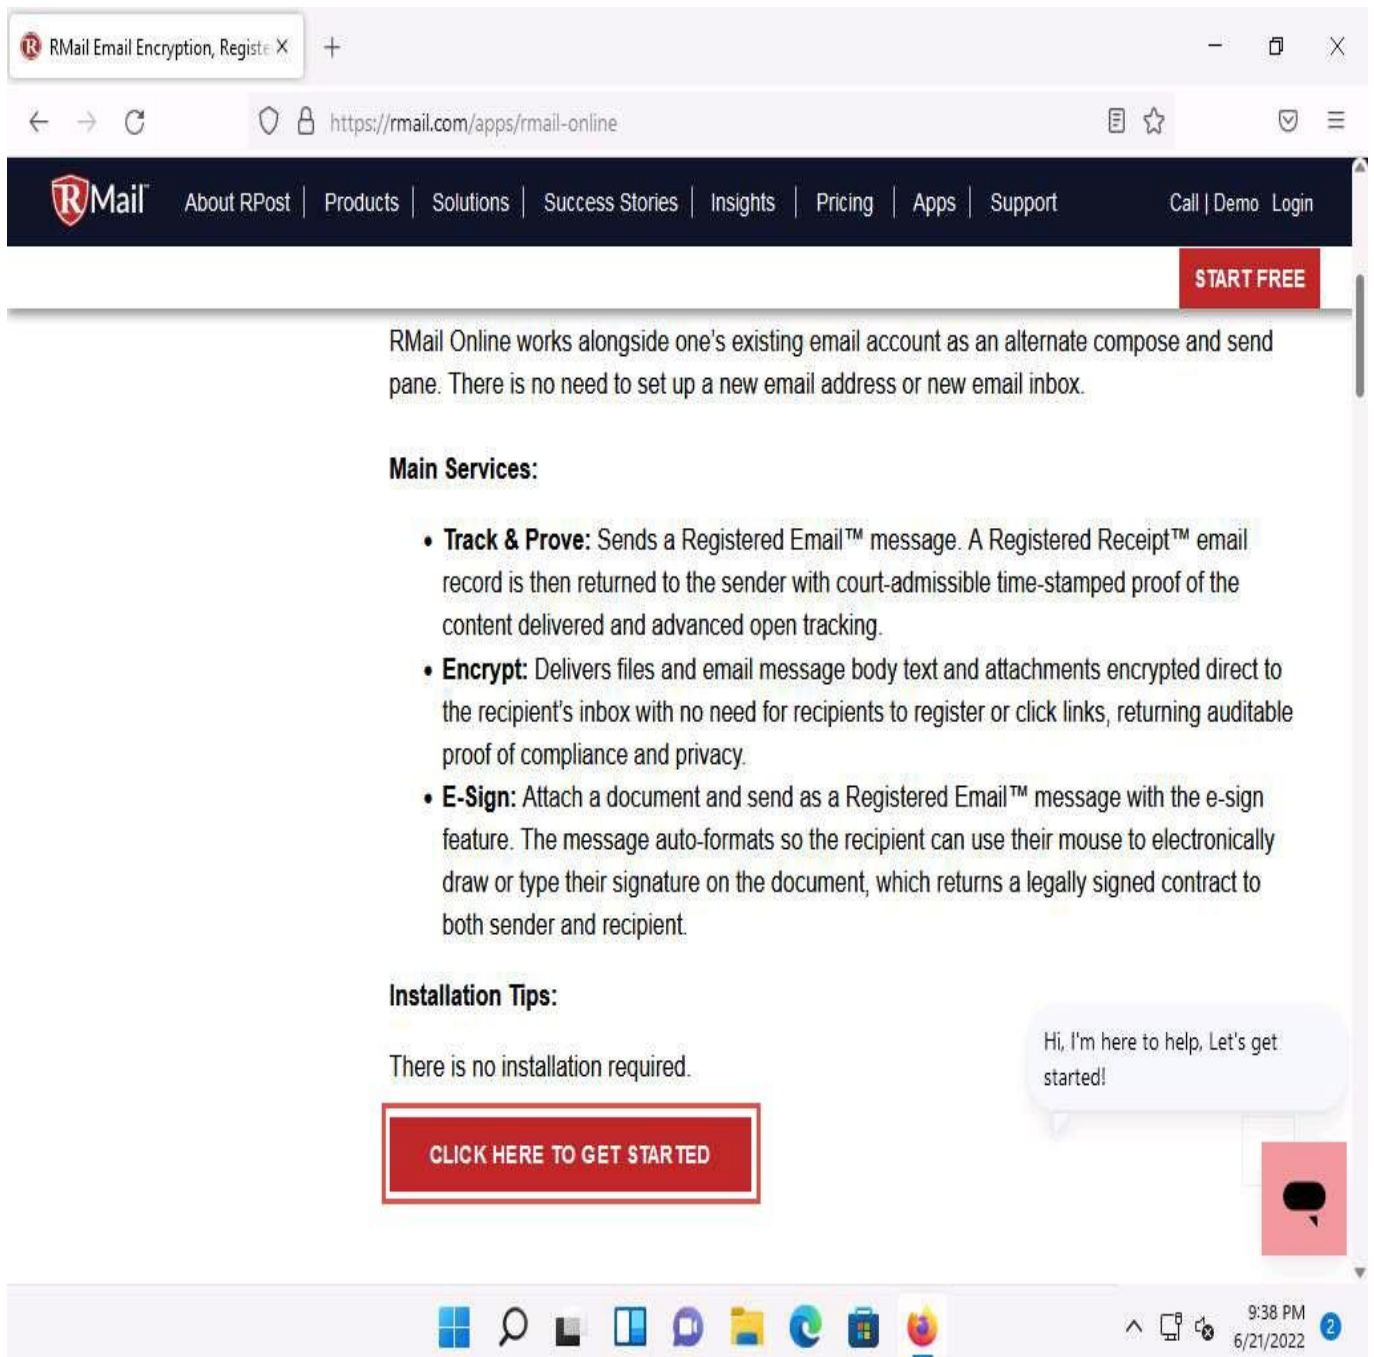 RMail Email Encryption, Registe
https://rmail.com/apps/rmail-online
RMail™ About RPost | Products | Solutions | Success Stories | Insights | Pricing | Apps | Support Call | Demo Login
START FREE
RMail Online works alongside one's existing email account as an alternate compose and send
pane. There is no need to set up a new email address or new email inbox.
Main Services:
• Track & Prove: Sends a Registered Email™ message. A Registered Receipt™ email
record is then returned to the sender with court-admissible time-stamped proof of the
content delivered and advanced open tracking.
• Encrypt: Delivers files and email message body text and attachments encrypted direct to
the recipient's inbox with no need for recipients to register or click links, returning auditable
proof of compliance and privacy.
• E-Sign: Attach a document and send as a Registered Email™ message with the e-sign
feature. The message auto-formats so the recipient can use their mouse to electronically
draw or type their signature on the document, which returns a legally signed contract to
both sender and recipient.
Installation Tips:
There is no installation required.
Hi, I'm here to help, Let's get
started!
CLICK HERE TO GET STARTED
9:38 PM
6/21/2022
2